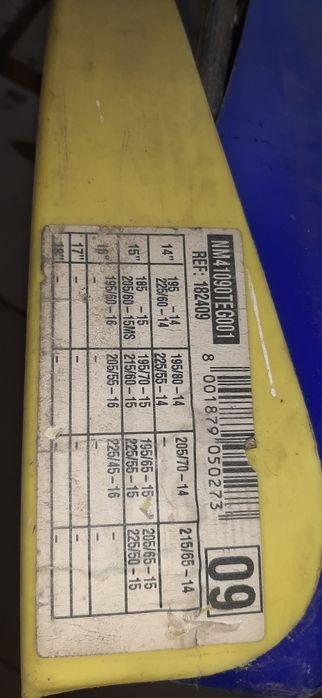 NM41090TEG001
REF: 182409
8 001879 050273
09
14" 195 -14 195/80-14 205/70-14 215/65-14
225/60-14 225/55-14 -
15" 185 -15 195/70-15 195/65-15 205/65-15
205/60-15MS 215/60-15 225/55-15 225/50-15
16" 195/60-16 205/55-16 225/45-16 -
17" - - - -
18" - - - -